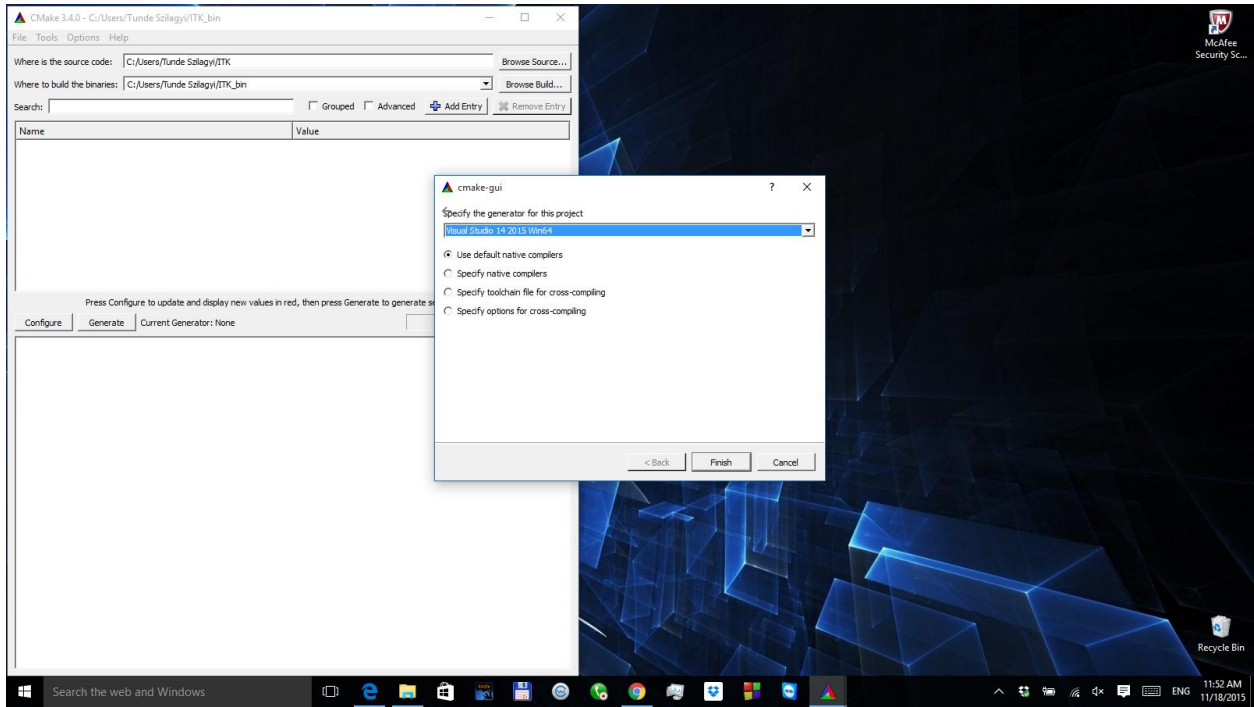 CMake 3.4.0 - C:/Users/Tunde Szilagyi/ITK_bin
File Tools Options Help
Where is the source code: C:/Users/Tunde Szilagyi/ITK Browse Source...
Where to build the binaries: C:/Users/Tunde Szilagyi/ITK_bin Browse Build...
Search: Grouped Advanced Add Entry Remove Entry
Name Value
Press Configure to update and display new values in red, then press Generate to generate se
Configure Generate Current Generator: None
cmake-gui ?
Specify the generator for this project
Visual Studio 14 2015 Win64
Use default native compilers
Specify native compilers
Specify toolchain file for cross-compiling
Specify options for cross-compiling
< Back Finish Cancel
McAfee
Security Sc...
Recycle Bin
Search the web and Windows
ENG
11:52 AM
11/18/2015